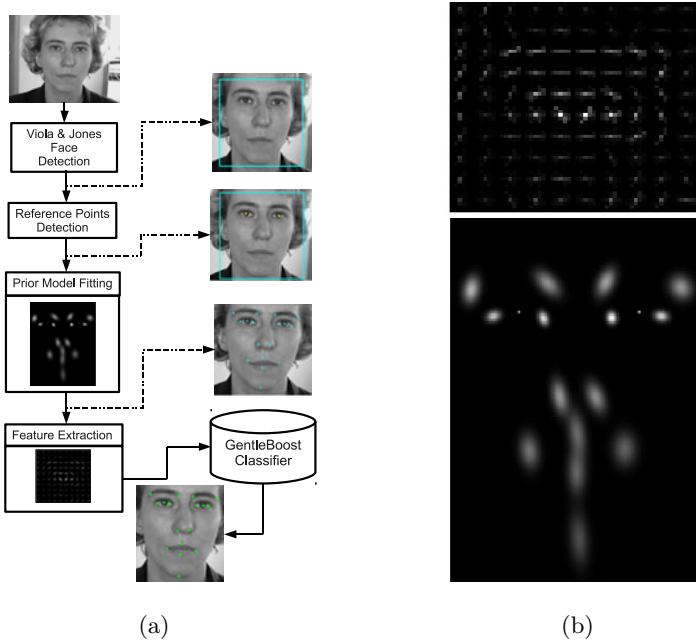 Viola & Jones
Face
Detection
Reference Points
Detection
Prior Model Fitting
Feature Extraction
GentleBoost
Classifier
(a)
(b)